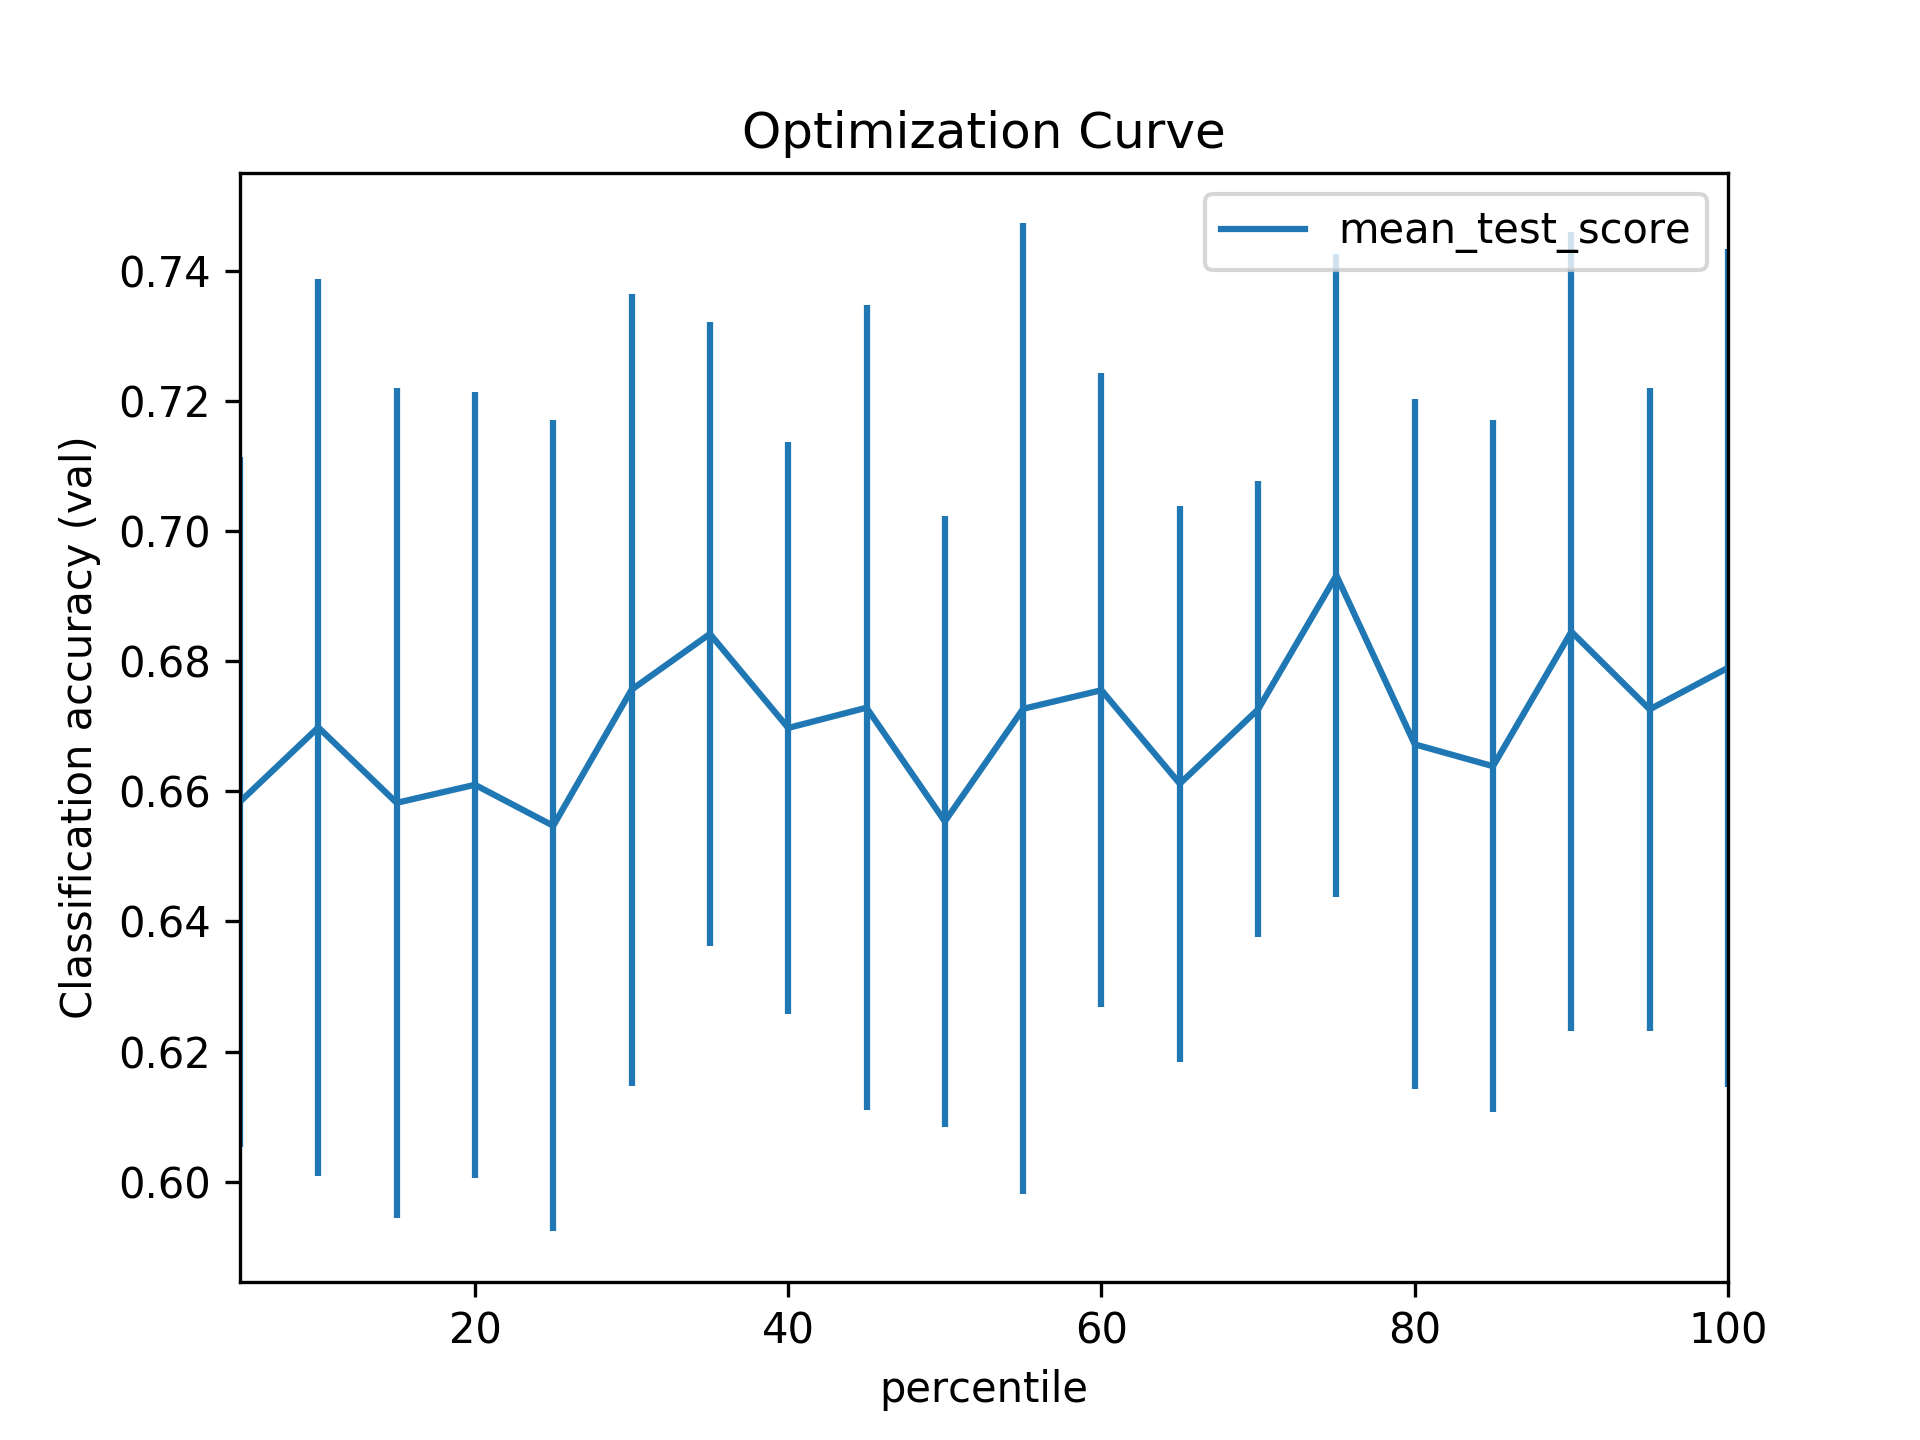 Optimization Curve
mean_test_score
0.74
0.72
0.70
0.68
0.66
0.64
0.62
0.60
Classification accuracy (val)
20 40 60 80 100
percentile